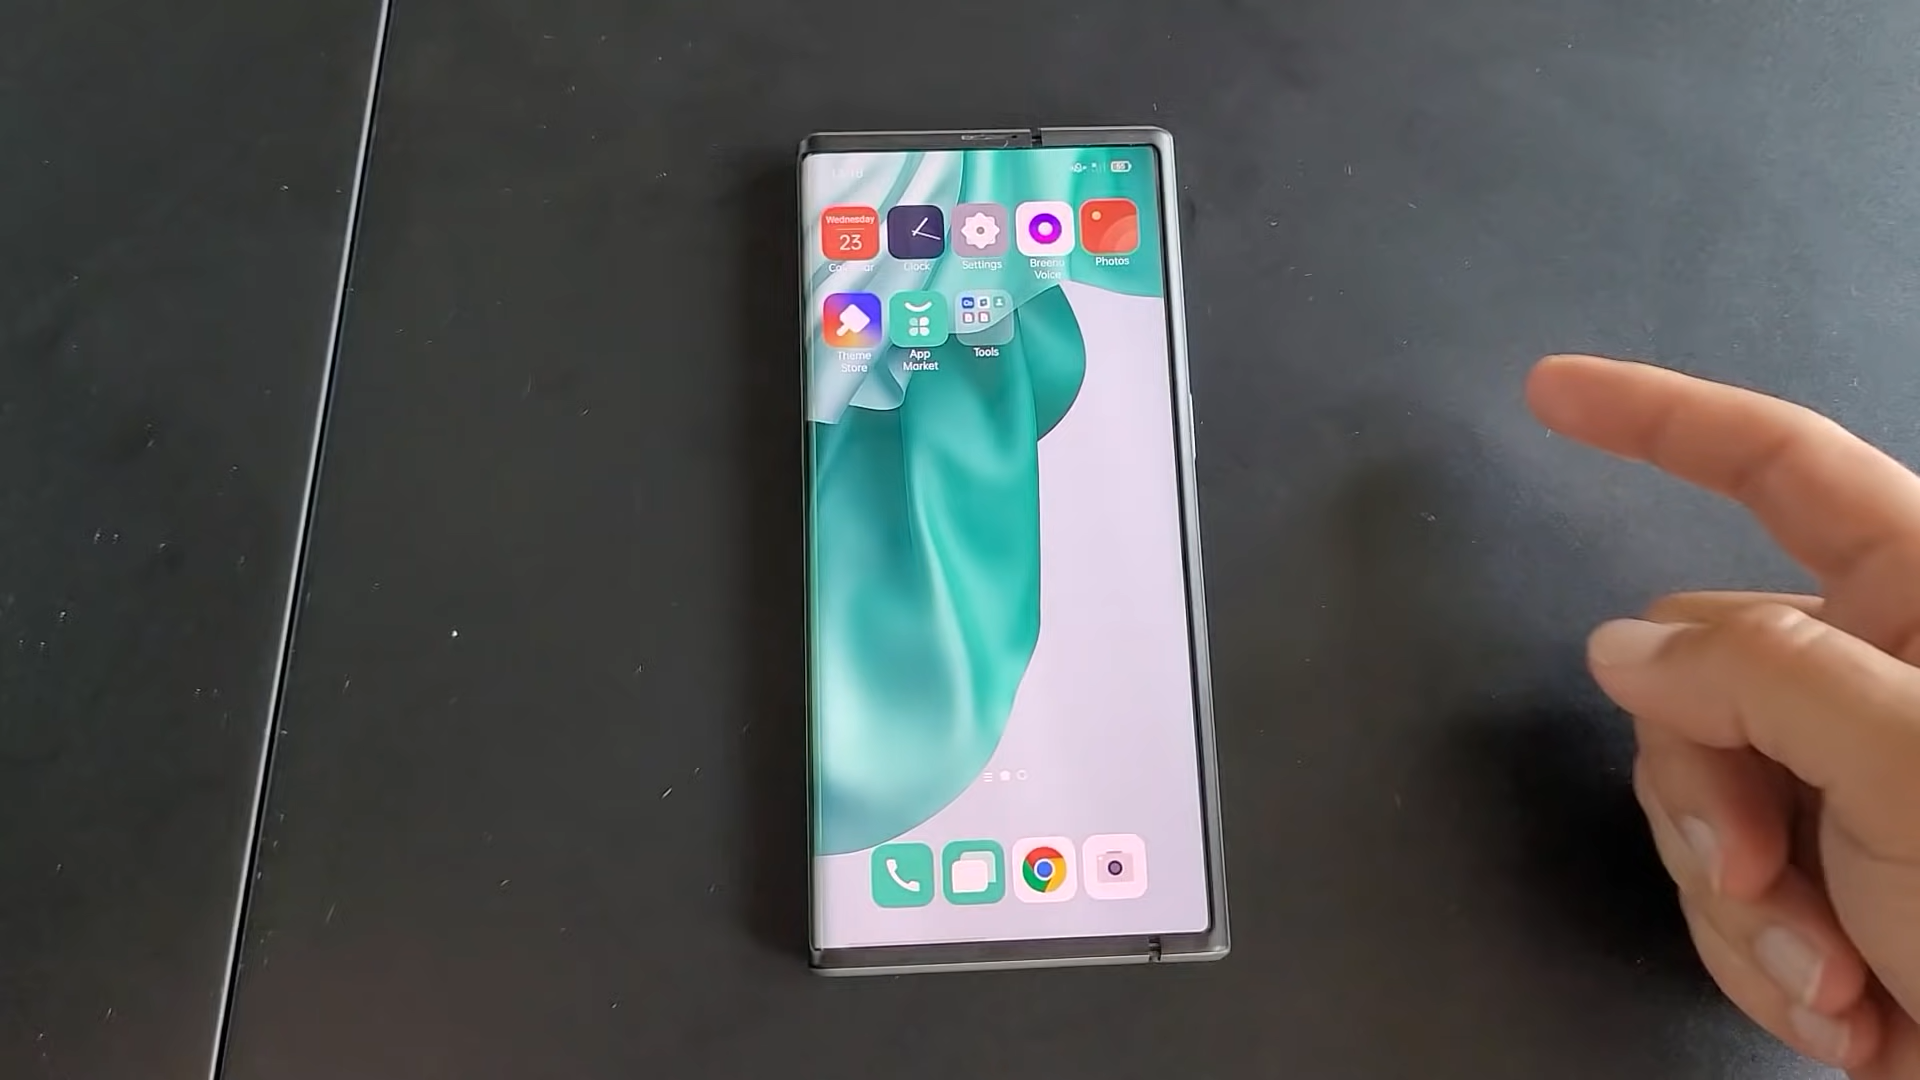 Wednesday
23
Clock
Settings
Breeno
Voice
Photos
Theme
Store
App
Market
Tools